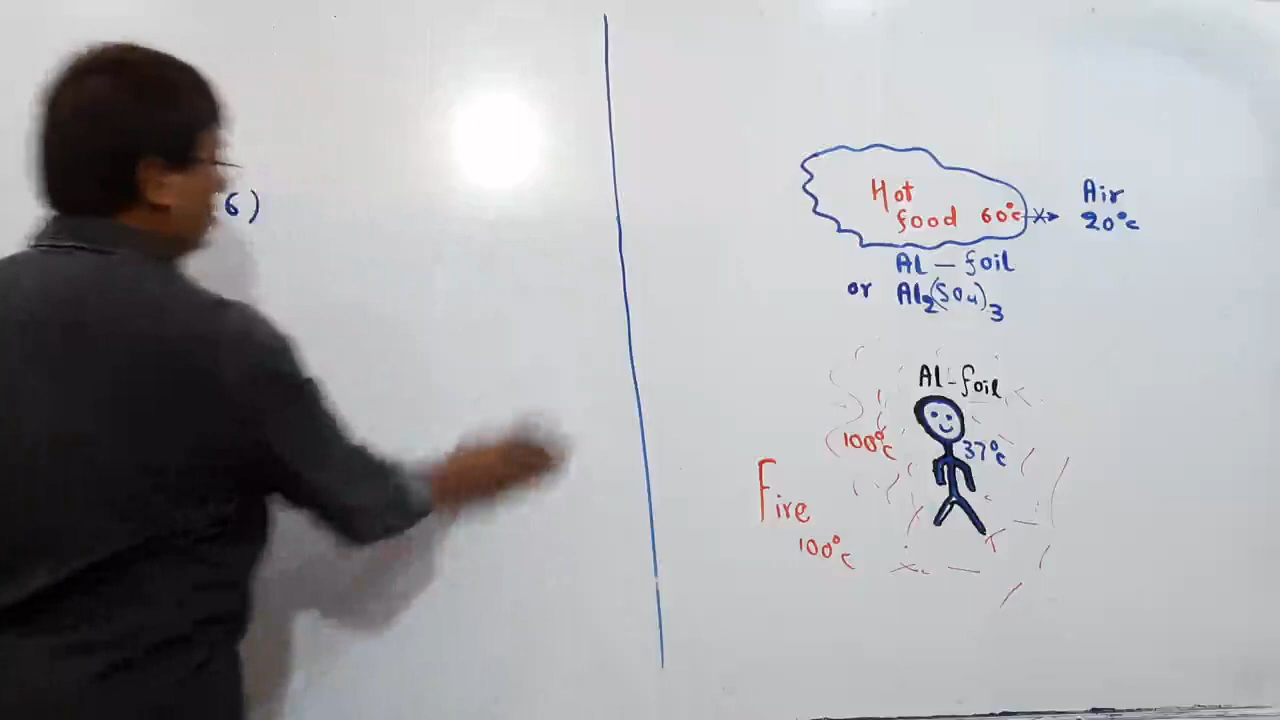 6)
Hot
food 60°c
Air
20°c
Al - foil
or Al2(SO4)3
Al-foil
100°c
37°c
Fire
100°c